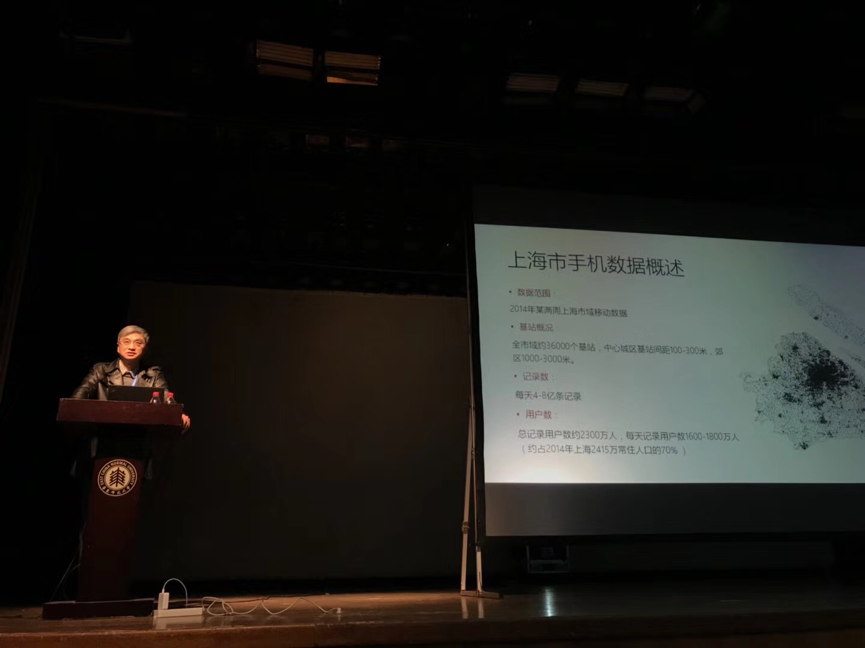 上海市手机数据概述
• 数据范围：
2014年某两周上海市域移动数据
• 基站概况
全市域约36000个基站，中心城区基站间距100-300米，郊
区1000-3000米。
• 记录数：
每天4-8亿条记录
• 用户数：
总记录用户数约2300万人，每天记录用户数1600-1800万人
（约占2014年上海2415万常住人口的70%）